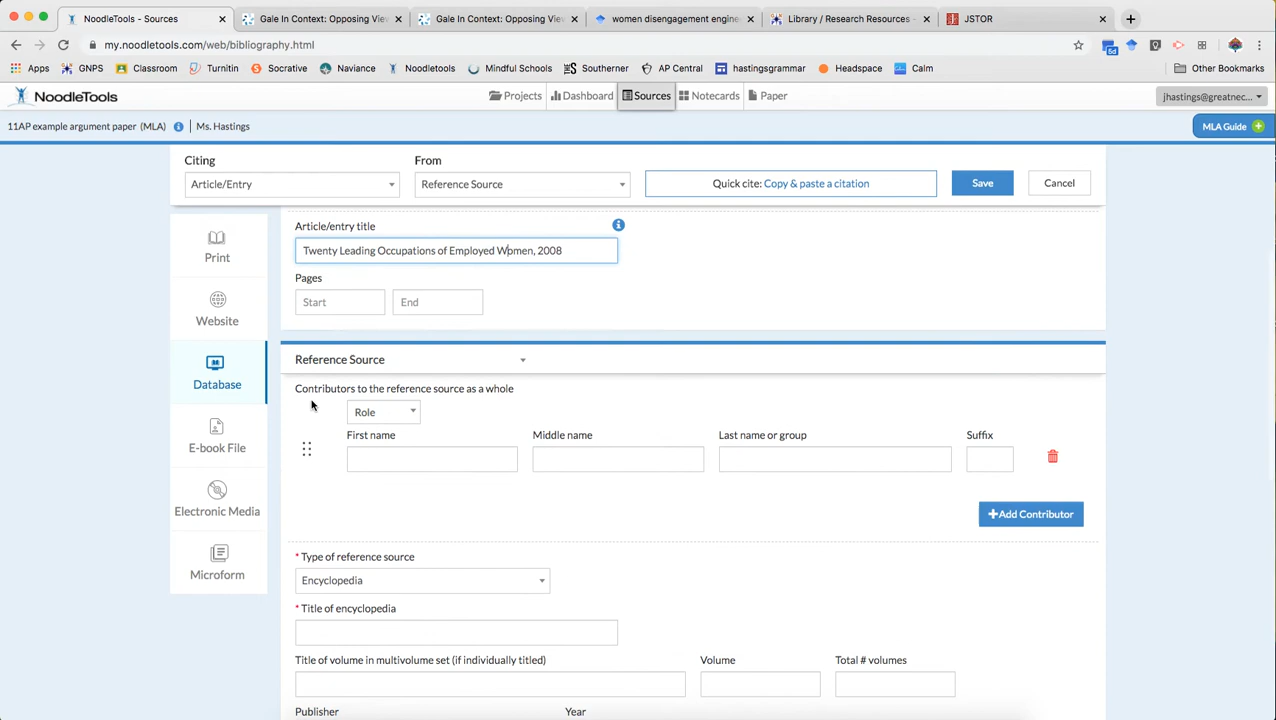 NoodleTools - Sources
Gale In Context: Opposing View
Gale In Context: Opposing View
women disengagement engine
Library / Research Resources -
JSTOR
my.noodletools.com/web/bibliography.html
6d
Apps
GNPS
Classroom
Turnitin
Socrative
Naviance
Noodletools
Mindful Schools
Southerner
AP Central
hastingsgrammar
Headspace
Calm
Other Bookmarks
NoodleTools
Projects
Dashboard
Sources
Notecards
Paper
jhastings@greatnec...
11AP example argument paper (MLA)
Ms. Hastings
MLA Guide
Citing
From
Article/Entry
Reference Source
Quick cite: Copy & paste a citation
Save
Cancel
Print
Website
Database
E-book File
Electronic Media
Microform
Article/entry title
Twenty Leading Occupations of Employed Women, 2008
Pages
Start
End
Reference Source
Contributors to the reference source as a whole
Role
First name
Middle name
Last name or group
Suffix
+Add Contributor
* Type of reference source
Encyclopedia
* Title of encyclopedia
Title of volume in multivolume set (if individually titled)
Volume
Total # volumes
Publisher
Year